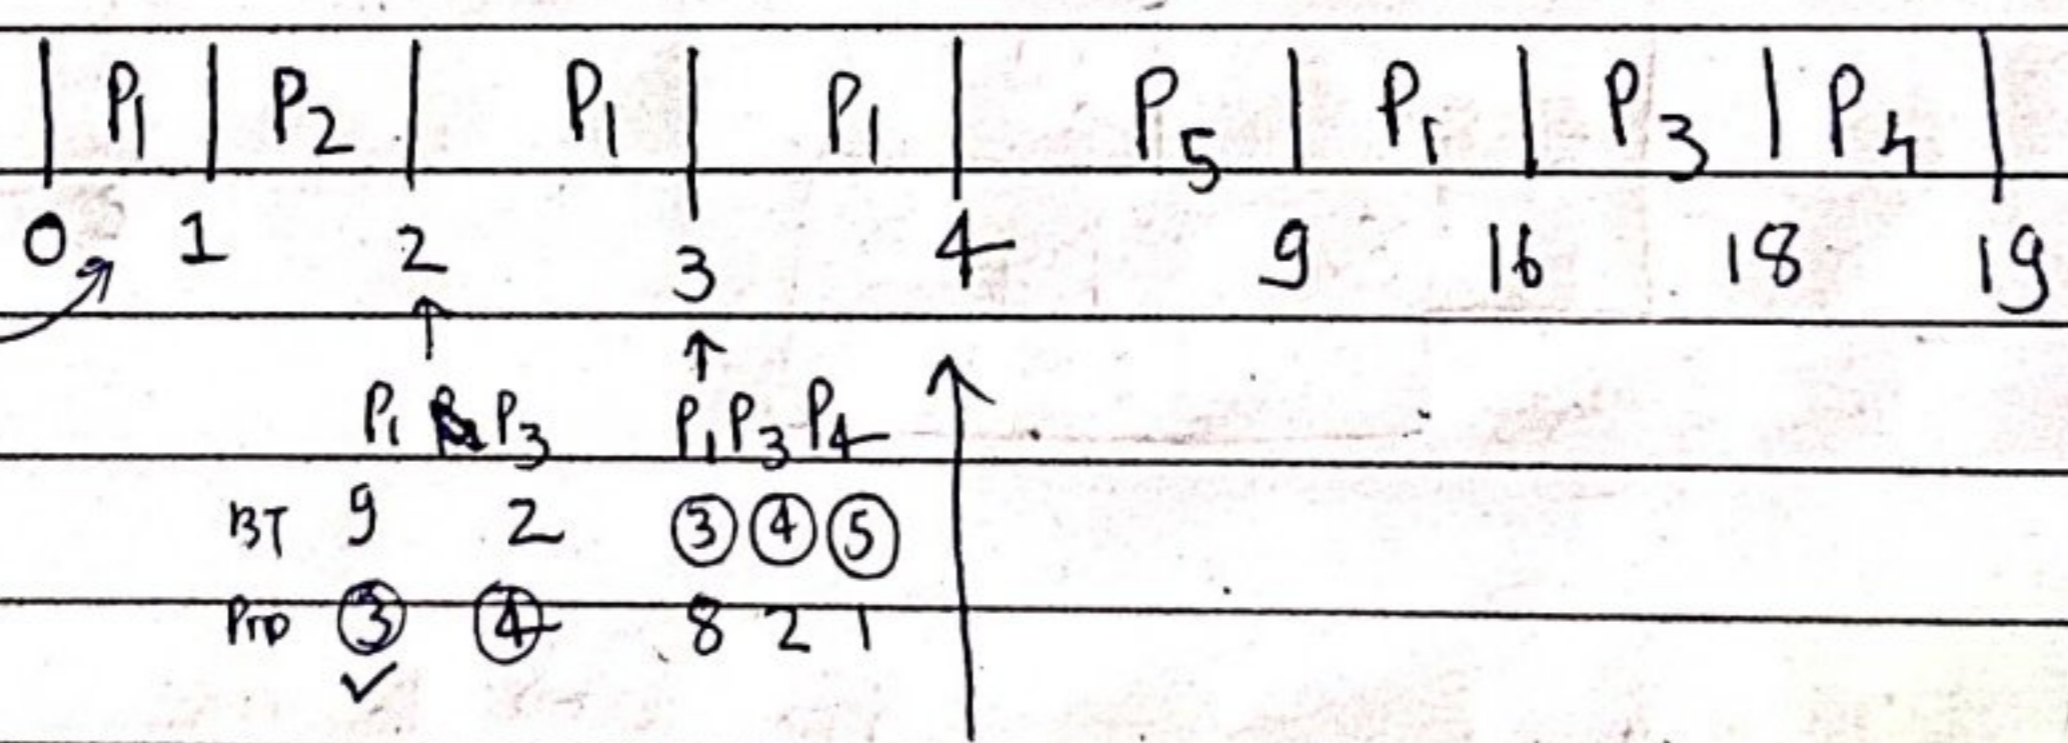 | P1 | P2 | P1 | P1 | P5 | P1 | P3 | P4 |
0 1 2 3 4 9 16 18 19
P1 P3 P1 P3 P4
BT 9 2 3 4 5
Prio 3 4 8 2 1
✓